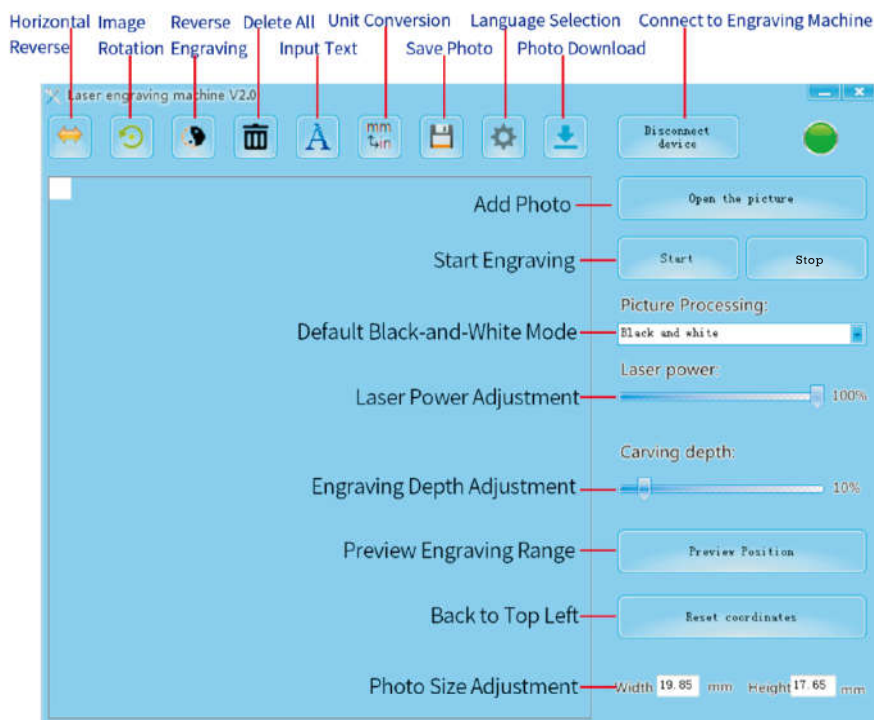 Horizontal Image Reverse Delete All Unit Conversion Language Selection Connect to Engraving Machine
Reverse Rotation Engraving Input Text Save Photo Photo Download
Laser engraving machine V2.0
A
mm
in
Disconnect
device
Add Photo
Open the picture
Start Engraving
Start
Stop
Picture Processing:
Default Black-and-White Mode
Black and white
Laser power:
Laser Power Adjustment
100%
Carving depth:
Engraving Depth Adjustment
10%
Preview Engraving Range
Preview Position
Back to Top Left
Reset coordinates
Photo Size Adjustment
Width 19.85 mm Height 17.65 mm